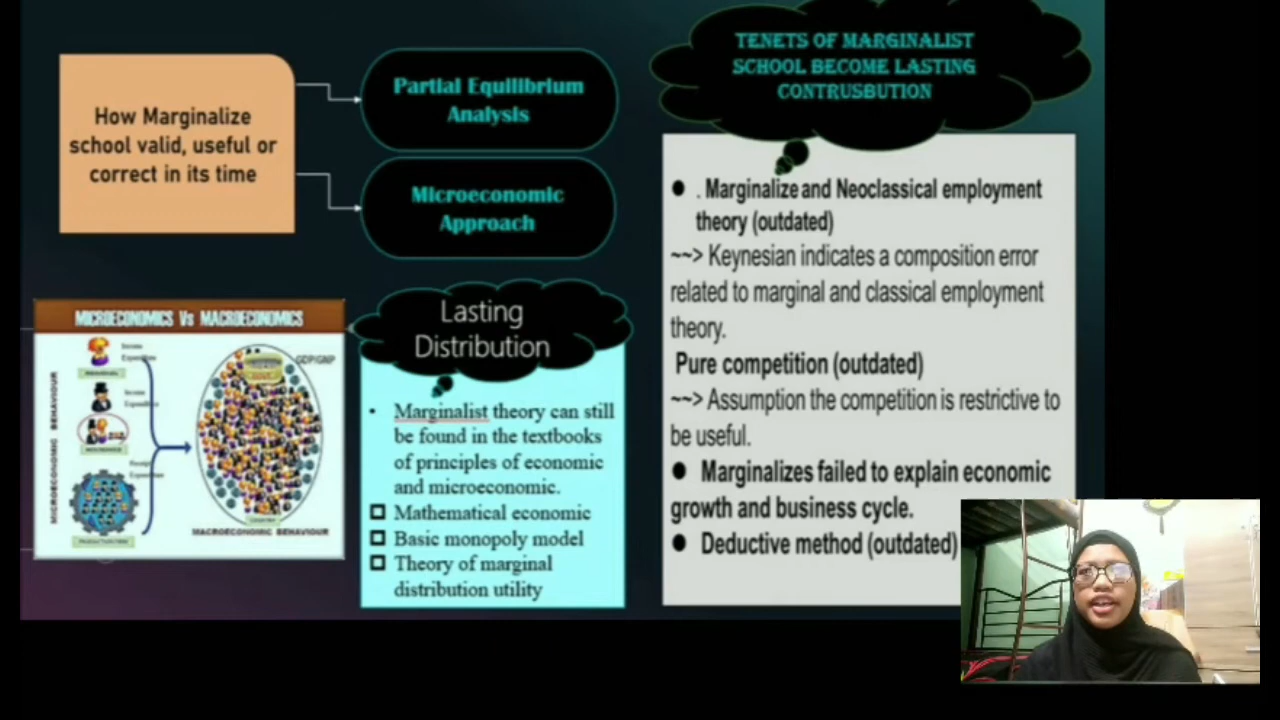 How Marginalize
school valid, useful or
correct in its time
Partial Equilibrium
Analysis
Microeconomic
Approach
MICROECONOMICS Vs MACROECONOMICS
MICROECONOMIC BEHAVIOUR
Income
Expenditure
Income
GDP/GNP
MACROECONOMIC BEHAVIOUR
Lasting
Distribution
• Marginalist theory can still
be found in the textbooks
of principles of economic
and microeconomic.
Mathematical economic
Basic monopoly model
Theory of marginal
distribution utility
TENETS OF MARGINALIST
SCHOOL BECOME LASTING
CONTRUSBUTION
● . Marginalize and Neoclassical employment
theory (outdated)
~~> Keynesian indicates a composition error
related to marginal and classical employment
theory.
Pure competition (outdated)
~~> Assumption the competition is restrictive to
be useful.
● Marginalizes failed to explain economic
growth and business cycle.
● Deductive method (outdated)